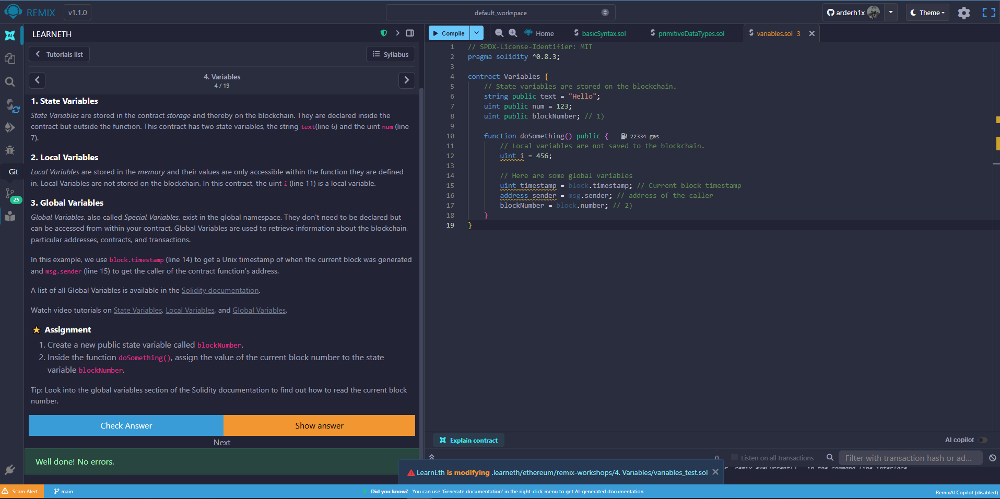 REMIX v1.1.0
default_workspace
arderh1x
Theme
LEARNETH
Tutorials list
Syllabus
4. Variables
4 / 19
1. State Variables
State Variables are stored in the contract storage and thereby on the blockchain. They are declared inside the
contract but outside the function. This contract has two state variables, the string text(line 6) and the uint num (line
7).
2. Local Variables
Local Variables are stored in the memory and their values are only accessible within the function they are defined
in. Local Variables are not stored on the blockchain. In this contract, the uint i (line 11) is a local variable.
3. Global Variables
Global Variables, also called Special Variables, exist in the global namespace. They don't need to be declared but
can be accessed from within your contract. Global Variables are used to retrieve information about the blockchain,
particular addresses, contracts, and transactions.
In this example, we use block.timestamp (line 14) to get a Unix timestamp of when the current block was generated
and msg.sender (line 15) to get the caller of the contract function's address.
A list of all Global Variables is available in the Solidity documentation.
Watch video tutorials on State Variables, Local Variables, and Global Variables.
Assignment
1. Create a new public state variable called blockNumber.
2. Inside the function doSomething(), assign the value of the current block number to the state
variable blockNumber.
Tip: Look into the global variables section of the Solidity documentation to find out how to read the current block
number.
Check Answer
Show answer
Next
Well done! No errors.
AI
Git
25
Compile
Home
basicSyntax.sol
primitiveDataTypes.sol
variables.sol 3
1 // SPDX-License-Identifier: MIT
2 pragma solidity ^0.8.3;
3
4 contract Variables {
5 // State variables are stored on the blockchain.
6 string public text = "Hello";
7 uint public num = 123;
8 uint public blockNumber; // 1)
9
10 function doSomething() public { 22334 gas
11 // Local variables are not saved to the blockchain.
12 uint i = 456;
13
14 // Here are some global variables
15 uint timestamp = block.timestamp; // Current block timestamp
16 address sender = msg.sender; // address of the caller
17 blockNumber = block.number; // 2)
18 }
19 }
Explain contract
AI copilot
0
Listen on all transactions
Filter with transaction hash or ad...
remix.exeCurrent() in the command line interface
LearnEth is modifying .learneth/ethereum/remix-workshops/4. Variables/variables_test.sol
Scam Alert
main
Did you know? You can use 'Generate documentation' in the right-click menu to get AI-generated documentation.
RemixAI Copilot (disabled)